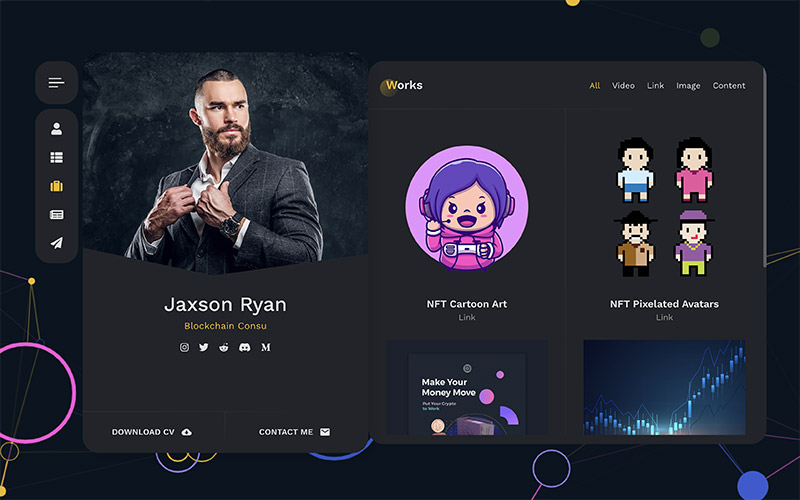 Jaxson Ryan
Blockchain Consu
DOWNLOAD CV
CONTACT ME
Works
All Video Link Image Content
NFT Cartoon Art
Link
NFT Pixelated Avatars
Link
Make Your
Money Move
Put Your Crypto
to Work